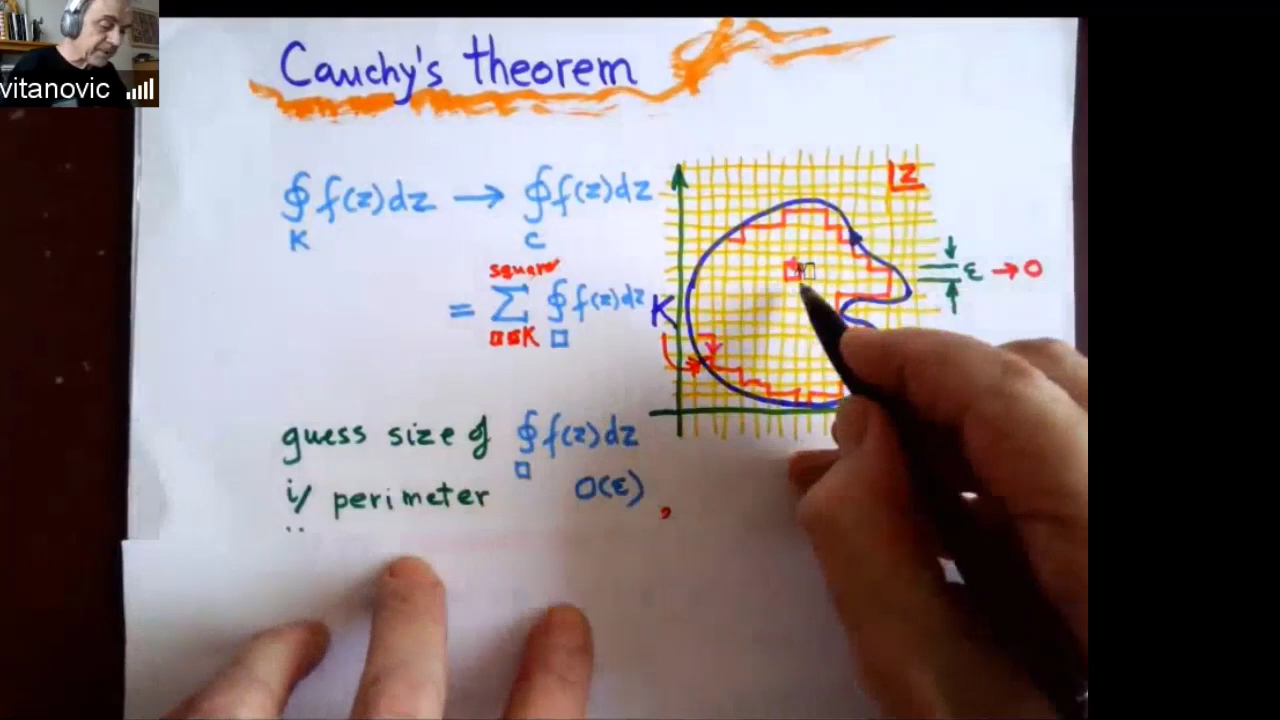 vitanovic
Cauchy's theorem
∮ f(z)dz → ∮ f(z)dz
K C
z
square
= Σ ∮ f(z)dz
K
ε → 0
guess size of ∮ f(z)dz
i/ perimeter O(ε) ,